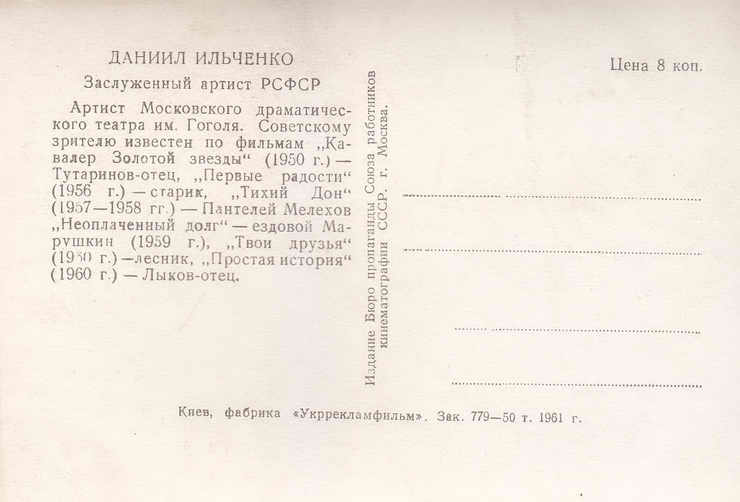 ДАНИИЛ ИЛЬЧЕНКО
Заслуженный артист РСФСР
Артист Московского драматичес-
кого театра им. Гоголя. Советскому
зрителю известен по фильмам „Ка-
валер Золотой звезды“ (1950 г.) —
Тутаринов-отец, „Первые радости“
(1956 г.) — старик, „Тихий Дон“
(1957—1958 гг.) — Пантелей Мелехов
„Неоплаченный долг“ — ездовой Ма-
рушкин (1959 г.), „Твои друзья“
(1960 г.) —лесник, „Простая история“
(1960 г.) — Лыков-отец.
Издание Бюро пропаганды Союза работников
кинематографии СССР. г. Москва.
Цена 8 коп.
Киев, фабрика «Укррекламфильм». Зак. 779—50 т. 1961 г.